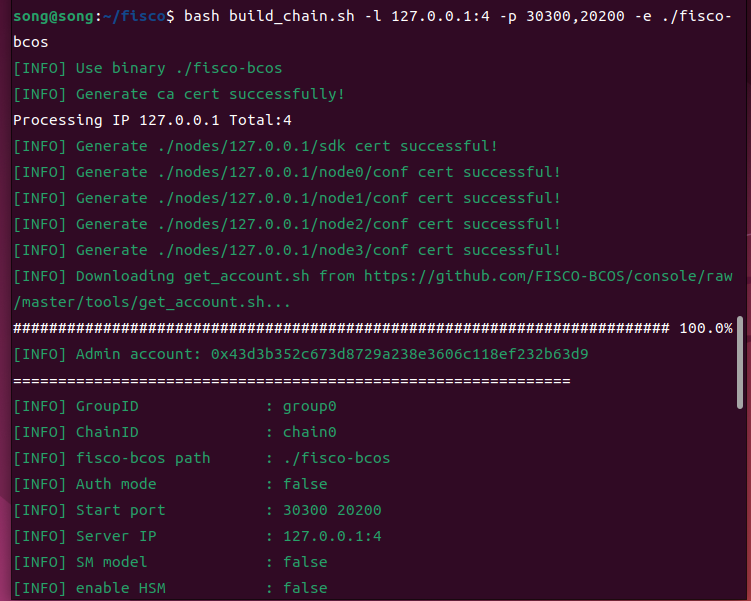 song@song:~/fisco$ bash build_chain.sh -l 127.0.0.1:4 -p 30300,20200 -e ./fisco-
bcos
[INFO] Use binary ./fisco-bcos
[INFO] Generate ca cert successfully!
Processing IP 127.0.0.1 Total:4
[INFO] Generate ./nodes/127.0.0.1/sdk cert successful!
[INFO] Generate ./nodes/127.0.0.1/node0/conf cert successful!
[INFO] Generate ./nodes/127.0.0.1/node1/conf cert successful!
[INFO] Generate ./nodes/127.0.0.1/node2/conf cert successful!
[INFO] Generate ./nodes/127.0.0.1/node3/conf cert successful!
[INFO] Downloading get_account.sh from https://github.com/FISCO-BCOS/console/raw
/master/tools/get_account.sh...
######################################################################### 100.0%
[INFO] Admin account: 0x43d3b352c673d8729a238e3606c118ef232b63d9
==============================================================
[INFO] GroupID              : group0
[INFO] ChainID              : chain0
[INFO] fisco-bcos path      : ./fisco-bcos
[INFO] Auth mode            : false
[INFO] Start port           : 30300 20200
[INFO] Server IP            : 127.0.0.1:4
[INFO] SM model             : false
[INFO] enable HSM           : false